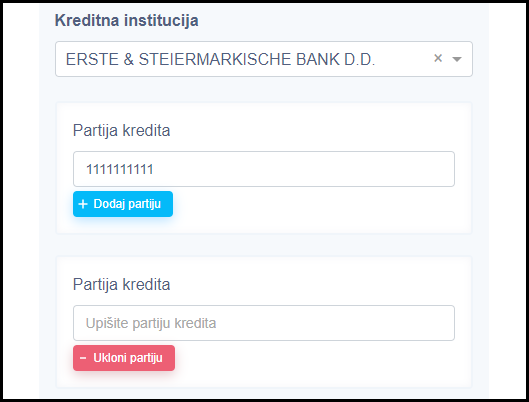 Kreditna institucija
ERSTE & STEIERMARKISCHE BANK D.D. ×
Partija kredita
1111111111
+ Dodaj partiju
Partija kredita
Upišite partiju kredita
- Ukloni partiju